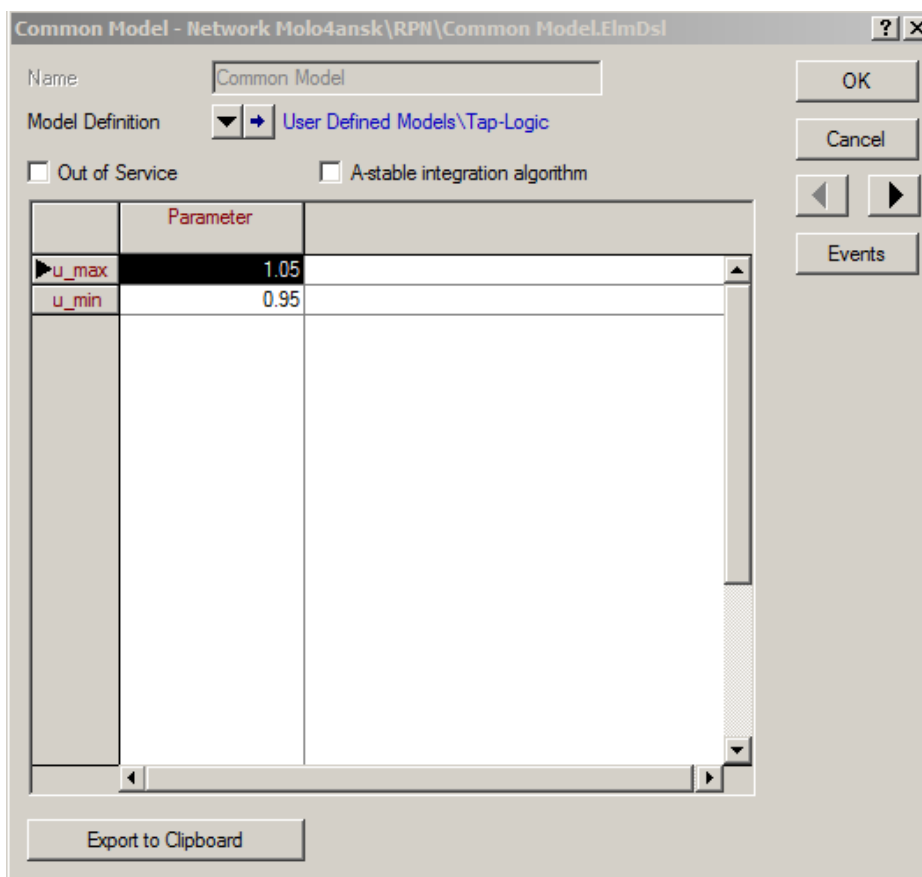 Common Model - Network Molo4ansk\RPN\Common Model.ElmDsl
?
Name
Common Model
OK
Model Definition
User Defined Models\Tap-Logic
Cancel
Out of Service
A-stable integration algorithm
Parameter
Events
u_max
1.05
u_min
0.95
Export to Clipboard